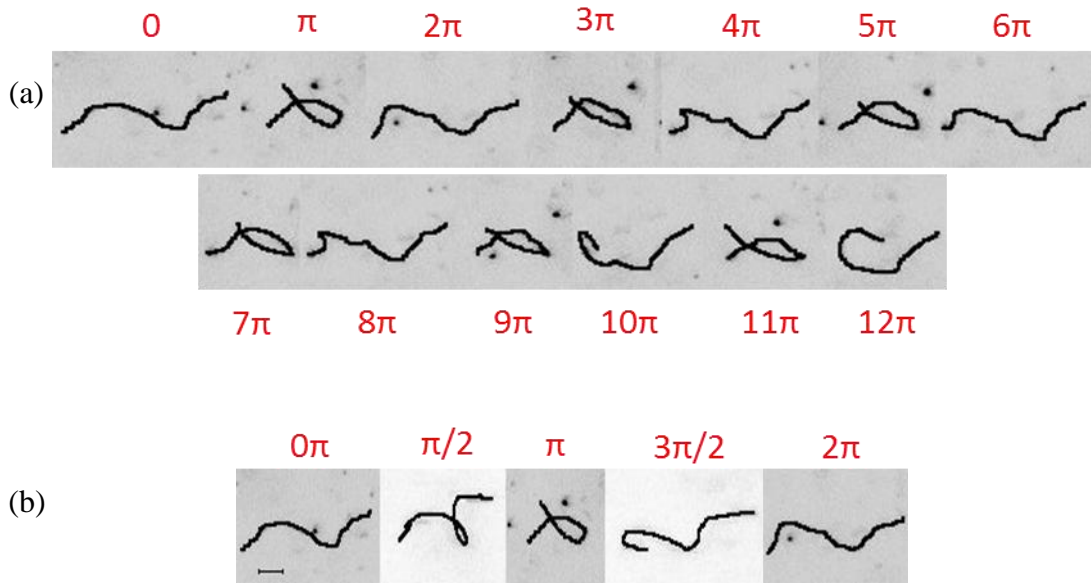 0 π 2π 3π 4π 5π 6π
(a)
7π 8π 9π 10π 11π 12π
0π π/2 π 3π/2 2π
(b)